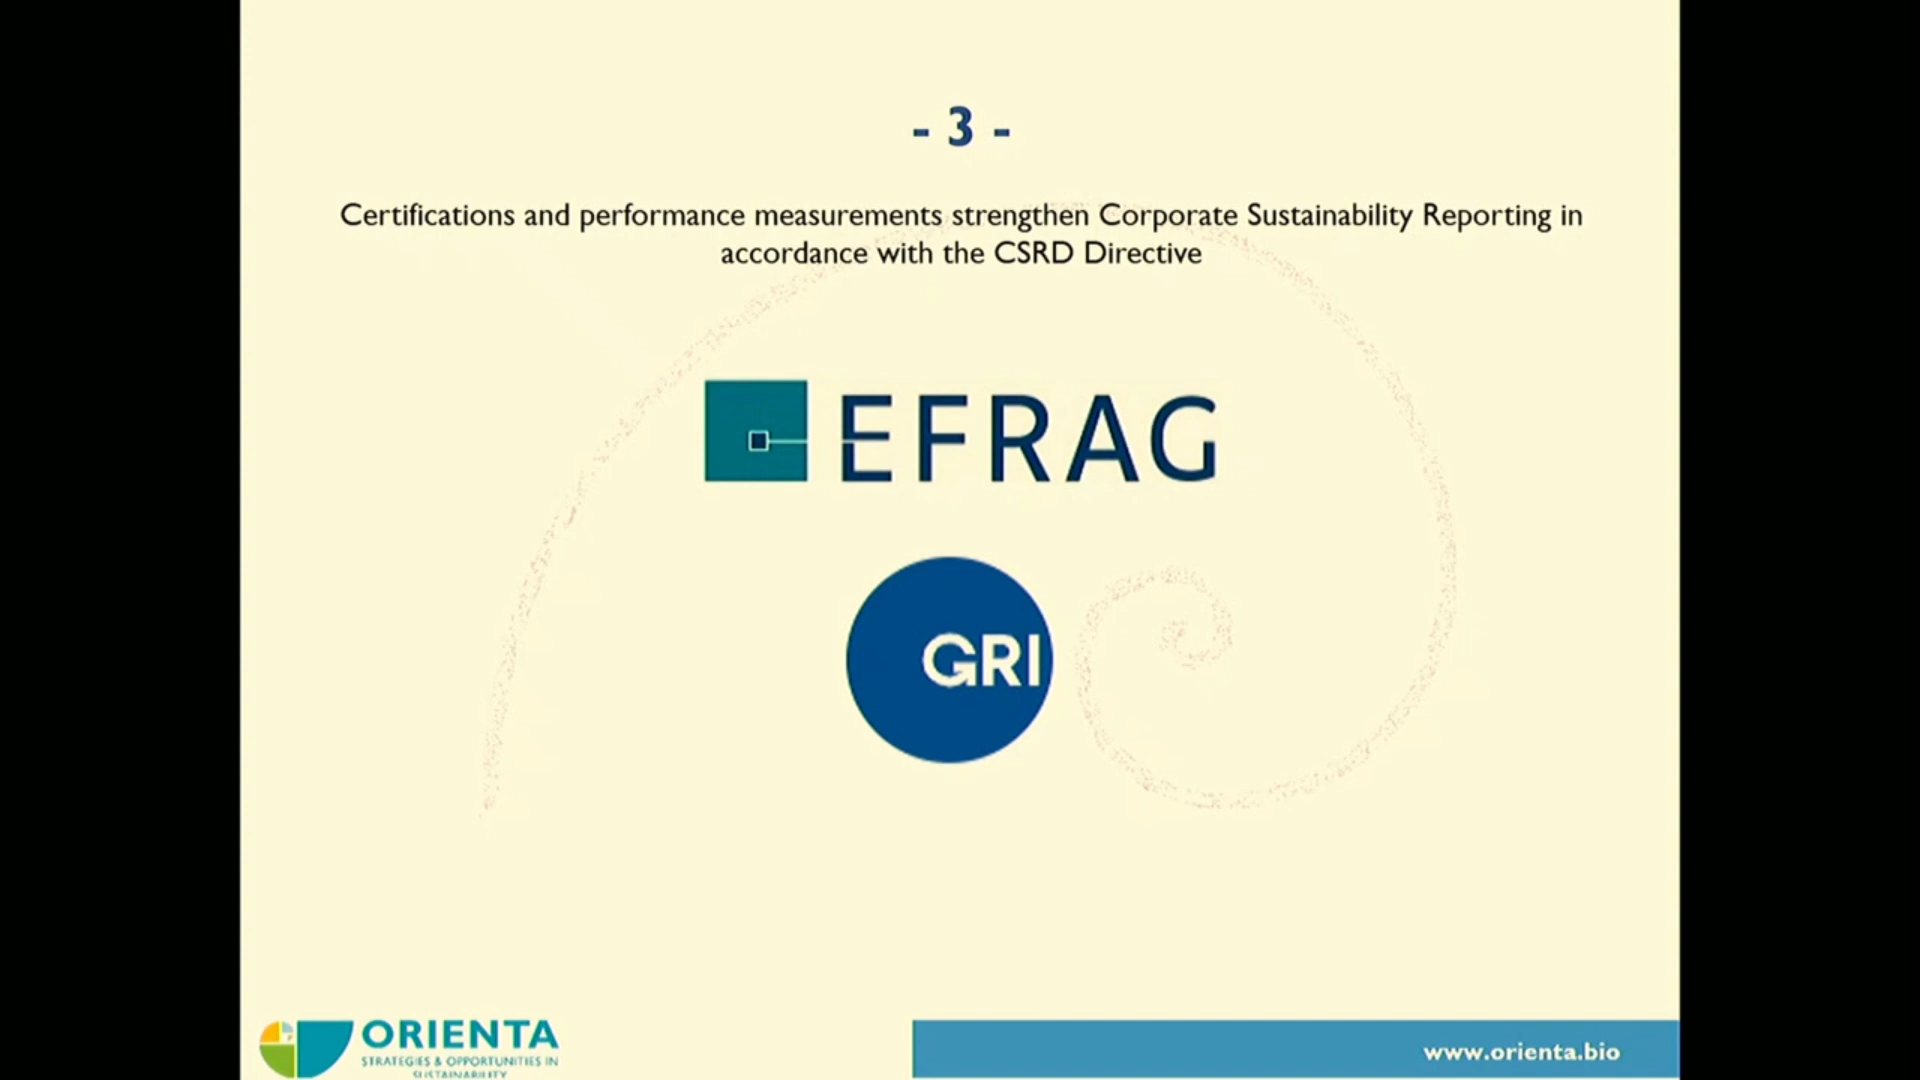 - 3 -
Certifications and performance measurements strengthen Corporate Sustainability Reporting in
accordance with the CSRD Directive
EFRAG
GRI
ORIENTA
STRATEGIES & OPPORTUNITIES IN
SUSTAINABILITY
www.orienta.bio